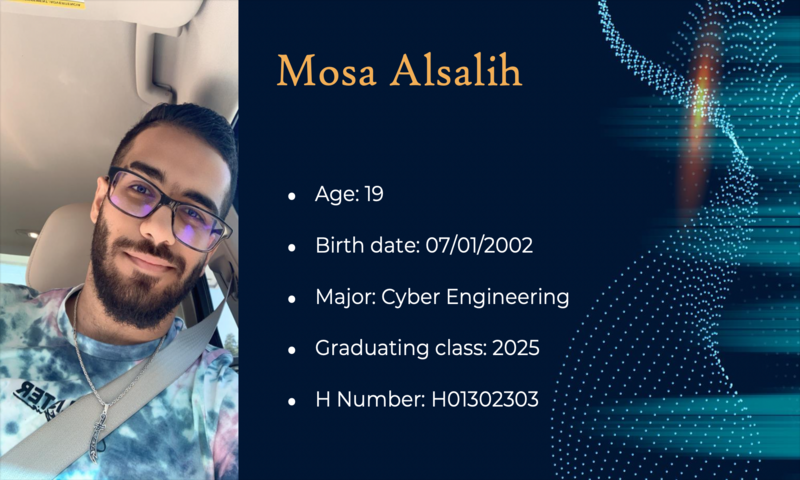 Mosa Alsalih
• Age: 19
• Birth date: 07/01/2002
• Major: Cyber Engineering
• Graduating class: 2025
• H Number: H01302303